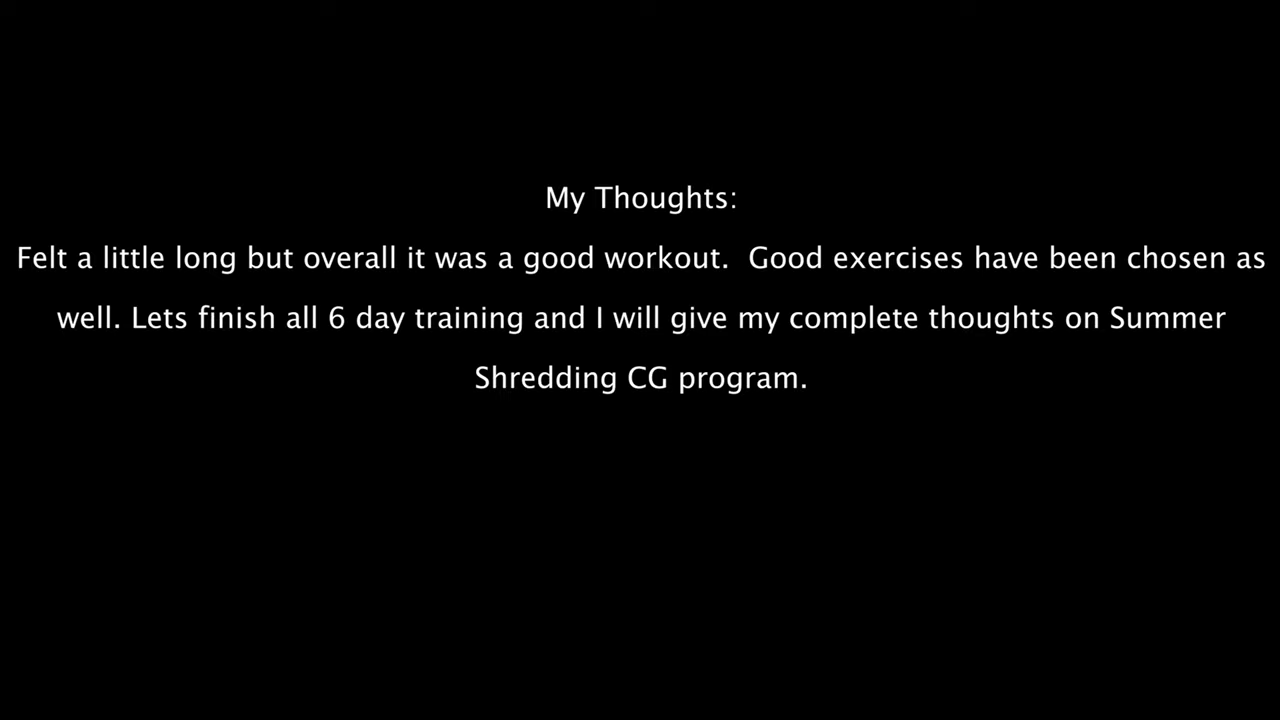 My Thoughts:
Felt a little long but overall it was a good workout.  Good exercises have been chosen as
well. Lets finish all 6 day training and I will give my complete thoughts on Summer
Shredding CG program.